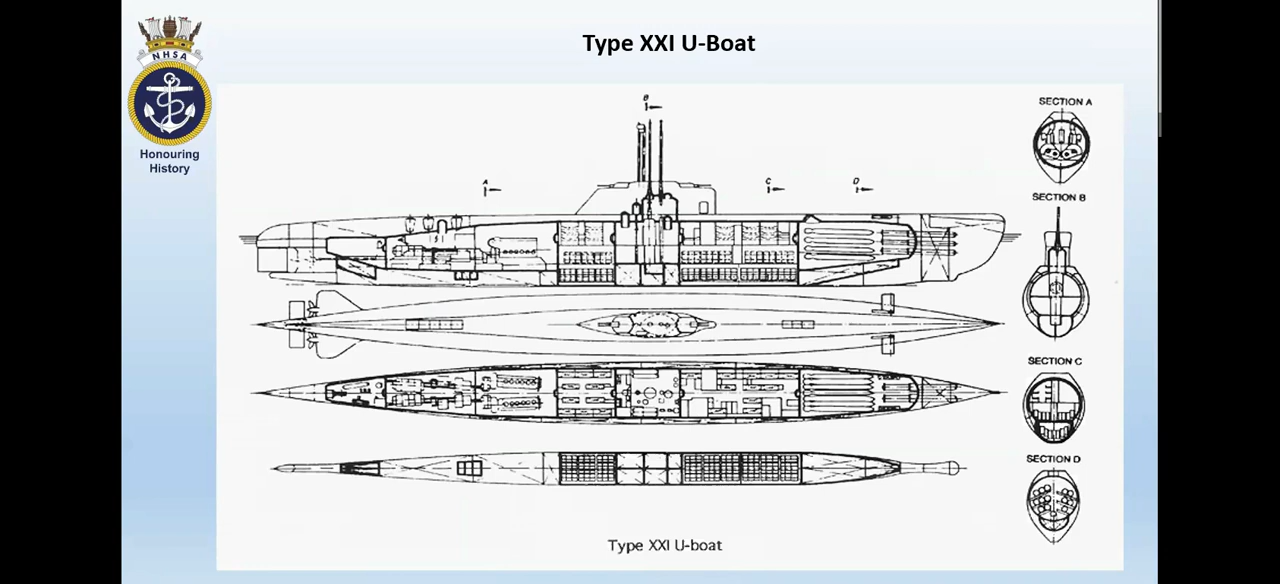 Type XXI U-Boat
NHSA
Honouring
History
B
A
C
D
SECTION A
SECTION B
SECTION C
SECTION D
Type XXI U-boat